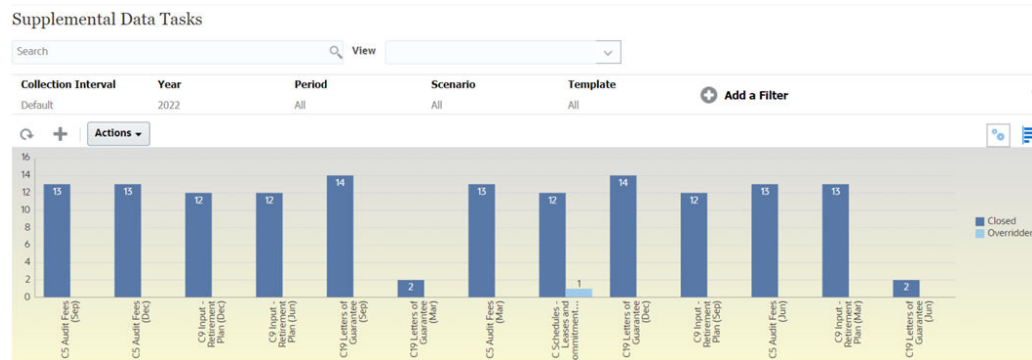 Supplemental Data Tasks
Search
View
Collection Interval Year Period Scenario Template
Default 2022 All All All
Add a Filter
Actions
16
14
12
10
8
6
4
2
0
13 13 12 12 14 2 13 12 1 14 12 13 13 2
Closed
Overridden
C5 Audit Fees
(Sep)
C5 Audit Fees
(Dec)
C9 Input -
Retirement
Plan (Dec)
C9 Input -
Retirement
Plan (Jun)
C19 Letters of
Guarantee
(Sep)
C19 Letters of
Guarantee
(Mar)
C5 Audit Fees
(Mar)
C Schedules -
Leases and
ommitment...
C19 Letters of
Guarantee
(Dec)
C9 Input -
Retirement
Plan (Sep)
C5 Audit Fees
(Jun)
C9 Input -
Retirement
Plan (Mar)
C19 Letters of
Guarantee
(Jun)